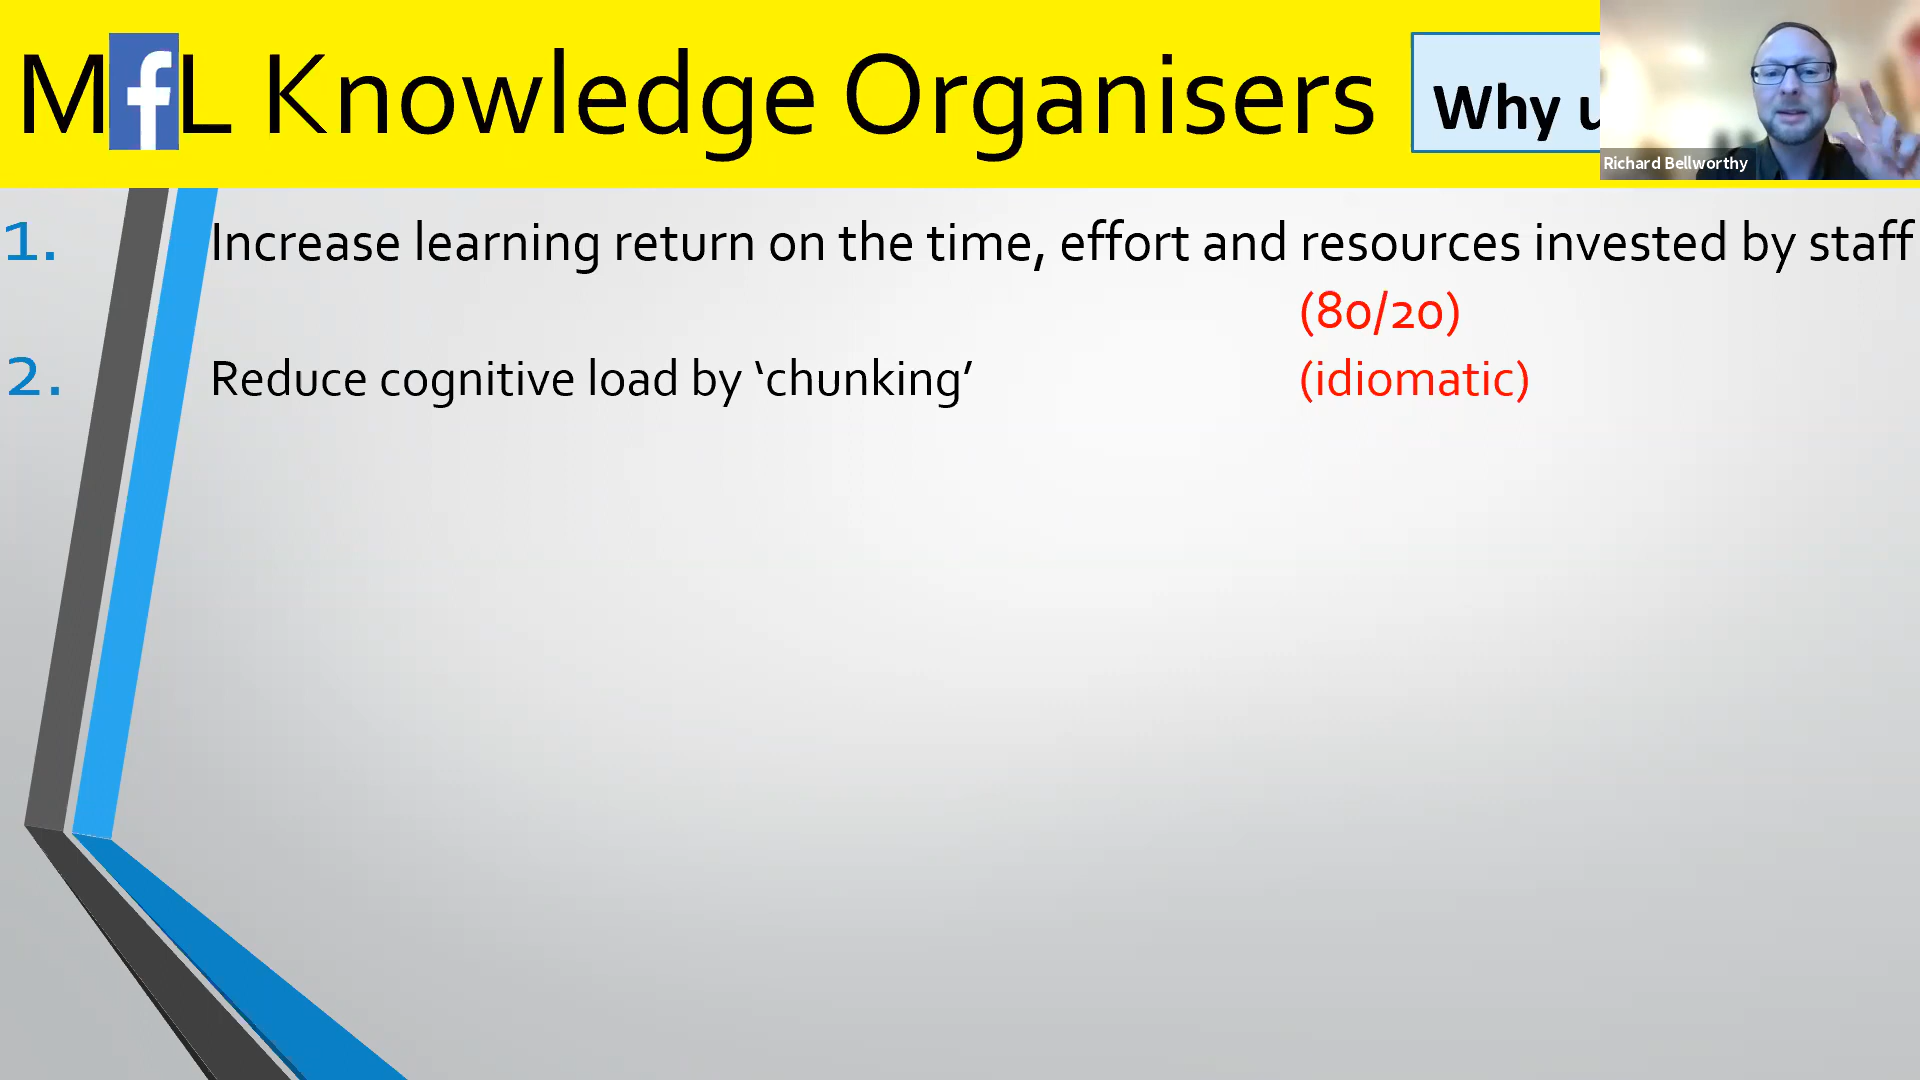 MfL Knowledge Organisers
Why u
Richard Bellworthy
1. Increase learning return on the time, effort and resources invested by staff
(80/20)
2. Reduce cognitive load by ‘chunking’ (idiomatic)